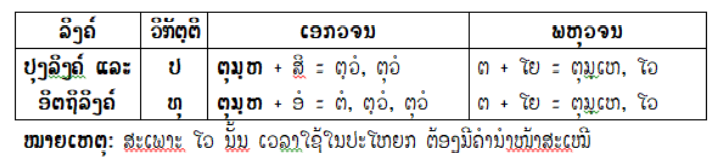 ລິງຄ໌ ວິຠັຕຕິ ເອກວຈນ ພຫຸວຈນ
ປຸງລິງຄ໌ ແລະ ປ ຕຸມຸຫ + ສິ = ຕຸວໍ, ຕຸວໍ ຕ + ໂຍ = ຕຸມຸເຫ, ໂວ
ອິຕຖິລິງຄ໌ ທຸ ຕຸມຸຫ + ອໍ = ຕໍ, ຕຸວໍ, ຕຸວໍ ຕ + ໂຍ = ຕຸມຸເຫ, ໂວ
ໝາຍເຫຕຸ: ສະເພາະ ໂວ ນັ້ນ ເວລາໃຊ້ໃນປະໂຫຍກ ຕ້ອງມີຄຳນຳໜ້າສະເໝີ